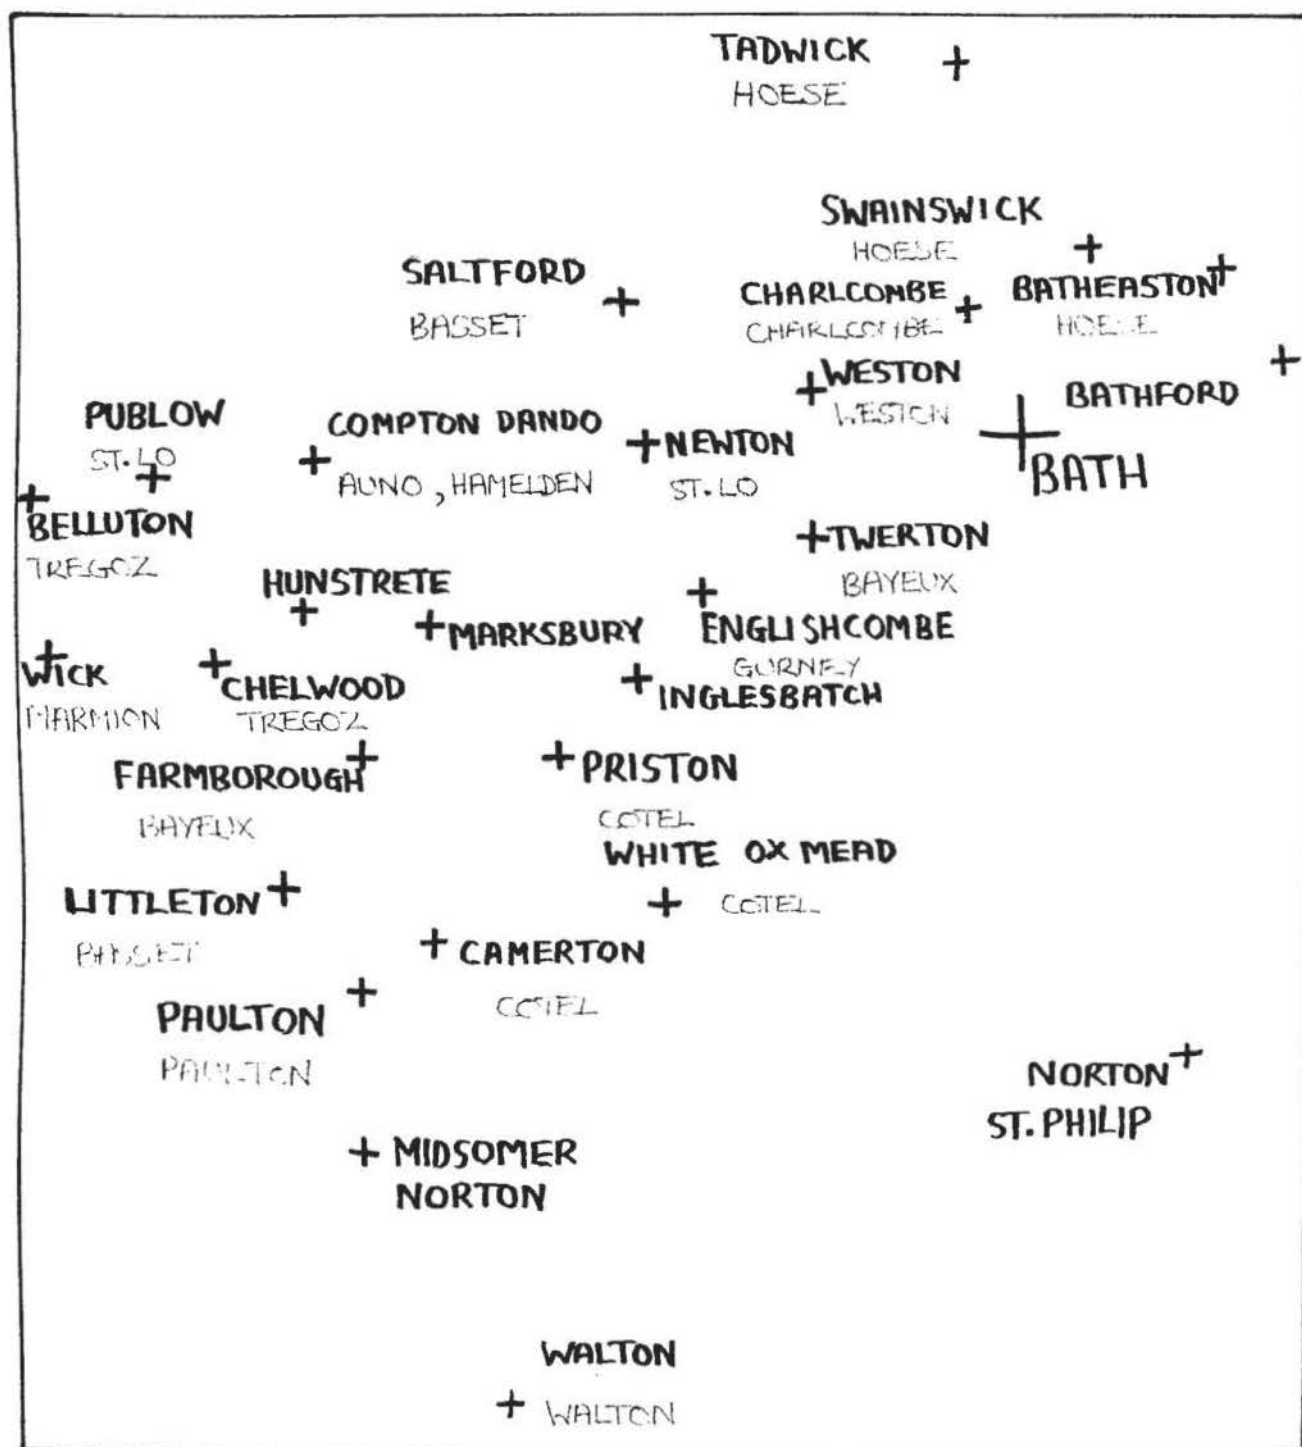 TADWICK
HOESE
SWAINSWICK
HOESE
SALTFORD
BASSET
CHARLCOMBE
CHARLCOMBE
BATHEASTON
HOESE
WESTON
WESTON
BATHFORD
PUBLOW
ST. LO
COMPTON DANDO
AUNO, HAMELDEN
NEWTON
ST. LO
BATH
BELLUTON
TREGOZ
TWERTON
BAYEUX
HUNSTRETE
MARKSBURY
ENGLISHCOMBE
GURNEY
WICK
MARMION
CHELWOOD
TREGOZ
INGLESBATCH
FARMBOROUGH
BAYEUX
PRISTON
COTEL
WHITE OX MEAD
COTEL
LITTLETON
BASSET
CAMERTON
COTEL
PAULTON
PAULTON
NORTON
ST. PHILIP
MIDSOMER
NORTON
WALTON
WALTON